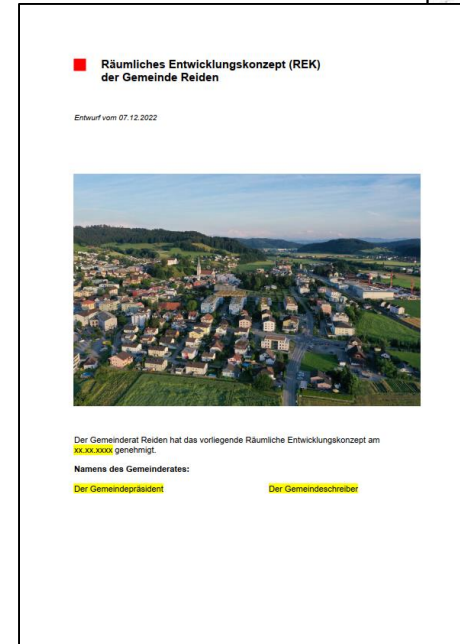 Räumliches Entwicklungskonzept (REK)
der Gemeinde Reiden
Entwurf vom 07.12.2022
Der Gemeinderat Reiden hat das vorliegende Räumliche Entwicklungskonzept am
xx.xx.xxxx genehmigt.
Namens des Gemeinderates:
Der Gemeindepräsident Der Gemeindeschreiber